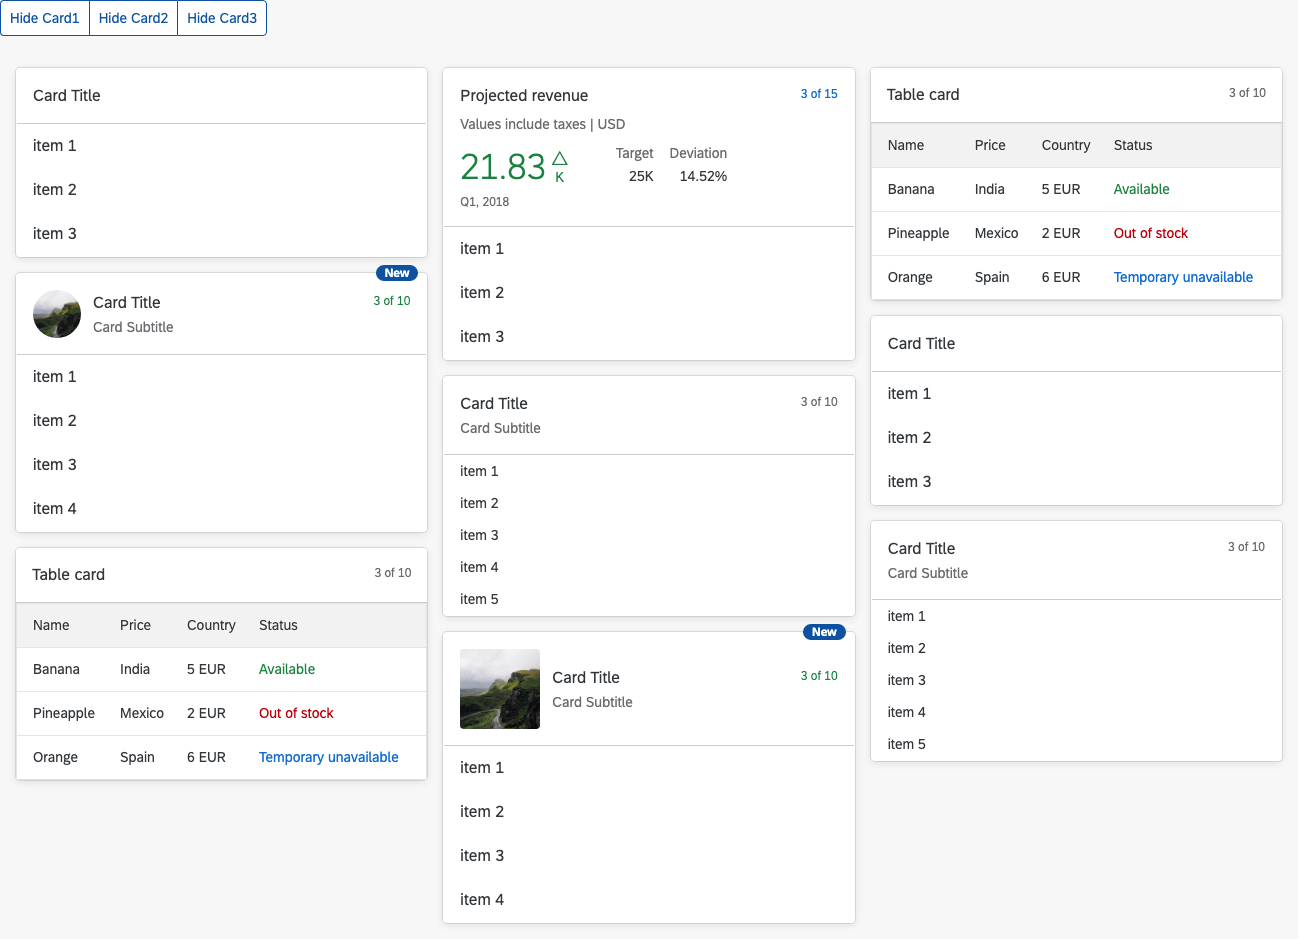 Hide Card1 Hide Card2 Hide Card3
Card Title
item 1
item 2
item 3
New
Card Title 3 of 10
Card Subtitle
item 1
item 2
item 3
item 4
Table card 3 of 10
Name Price Country Status
Banana India 5 EUR Available
Pineapple Mexico 2 EUR Out of stock
Orange Spain 6 EUR Temporary unavailable
Projected revenue 3 of 15
Values include taxes | USD
21.83 K Target Deviation
25K 14.52%
Q1, 2018
item 1
item 2
item 3
Card Title 3 of 10
Card Subtitle
item 1
item 2
item 3
item 4
item 5
New
Card Title 3 of 10
Card Subtitle
item 1
item 2
item 3
item 4
Table card 3 of 10
Name Price Country Status
Banana India 5 EUR Available
Pineapple Mexico 2 EUR Out of stock
Orange Spain 6 EUR Temporary unavailable
Card Title
item 1
item 2
item 3
Card Title 3 of 10
Card Subtitle
item 1
item 2
item 3
item 4
item 5